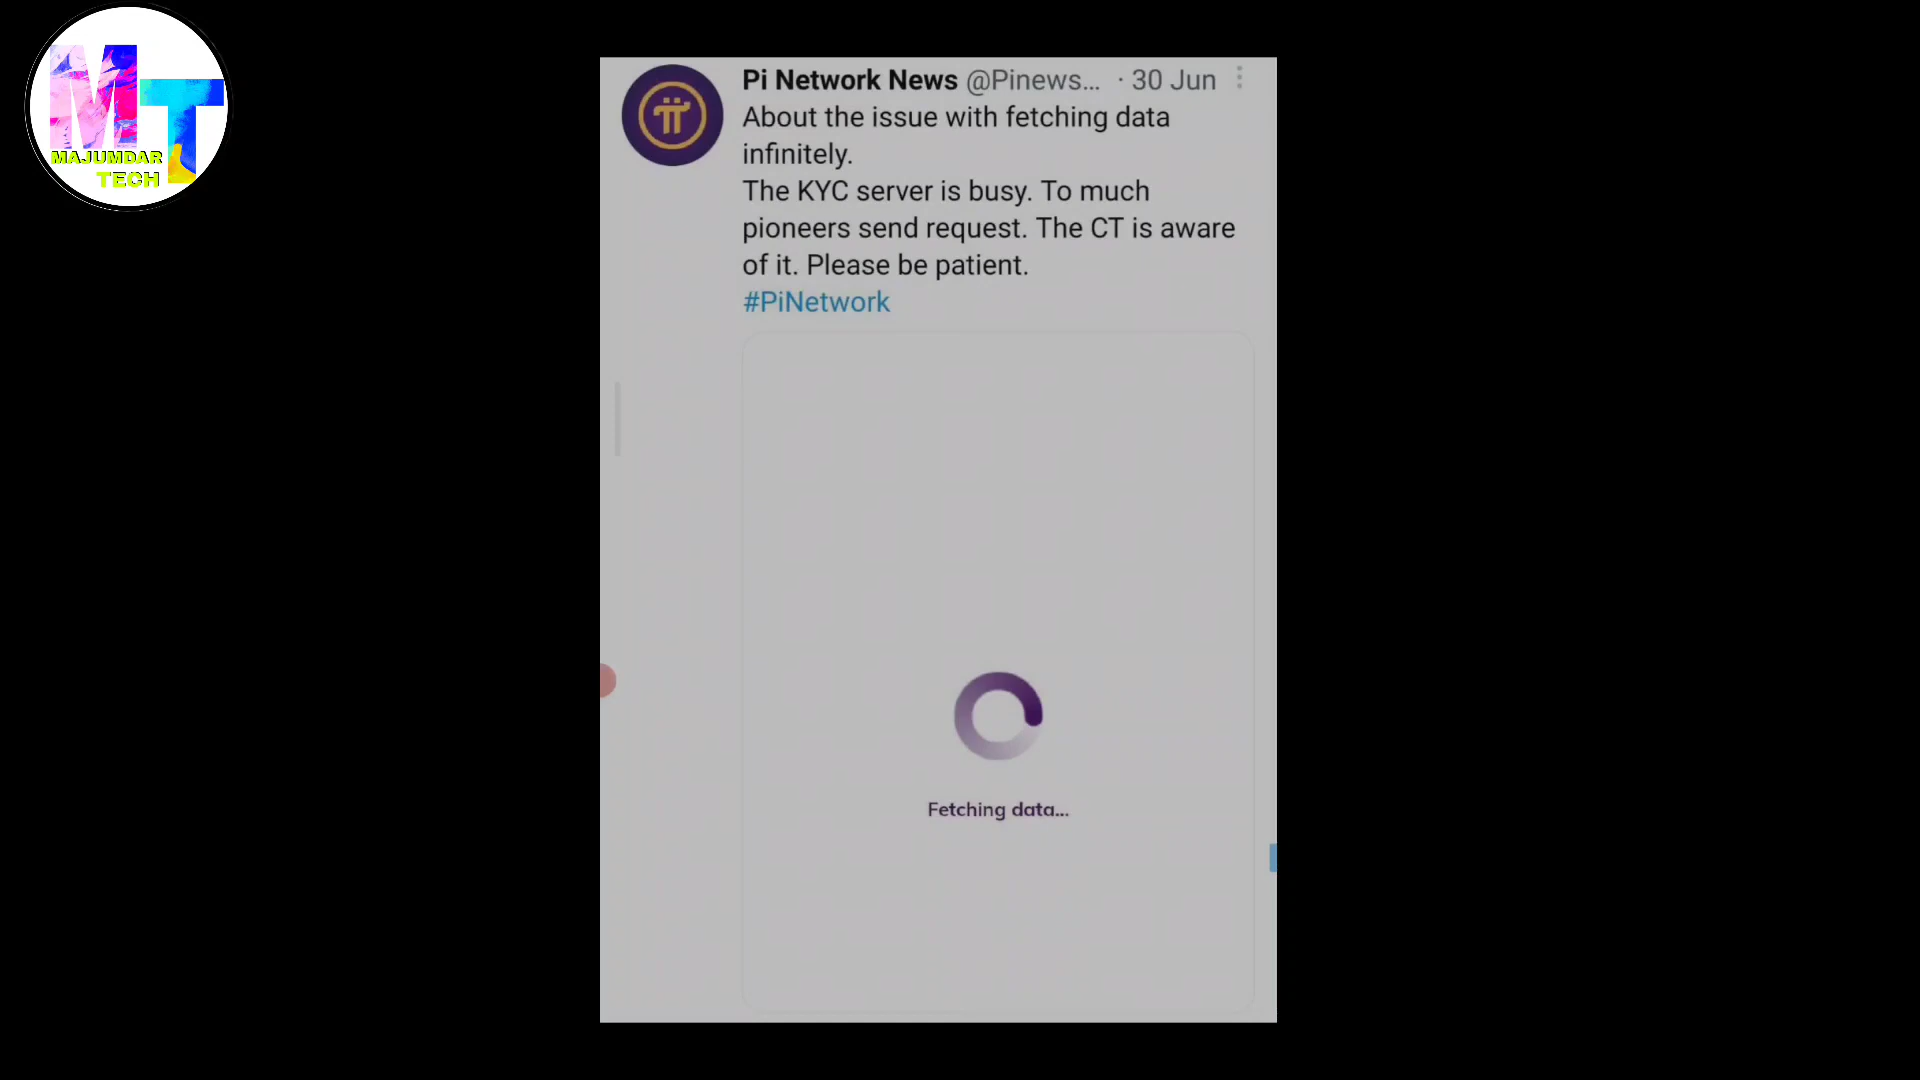 MT
MAJUMDAR
TECH
Pi Network News @Pinews... · 30 Jun
About the issue with fetching data
infinitely.
The KYC server is busy. To much
pioneers send request. The CT is aware
of it. Please be patient.
#PiNetwork
Fetching data...